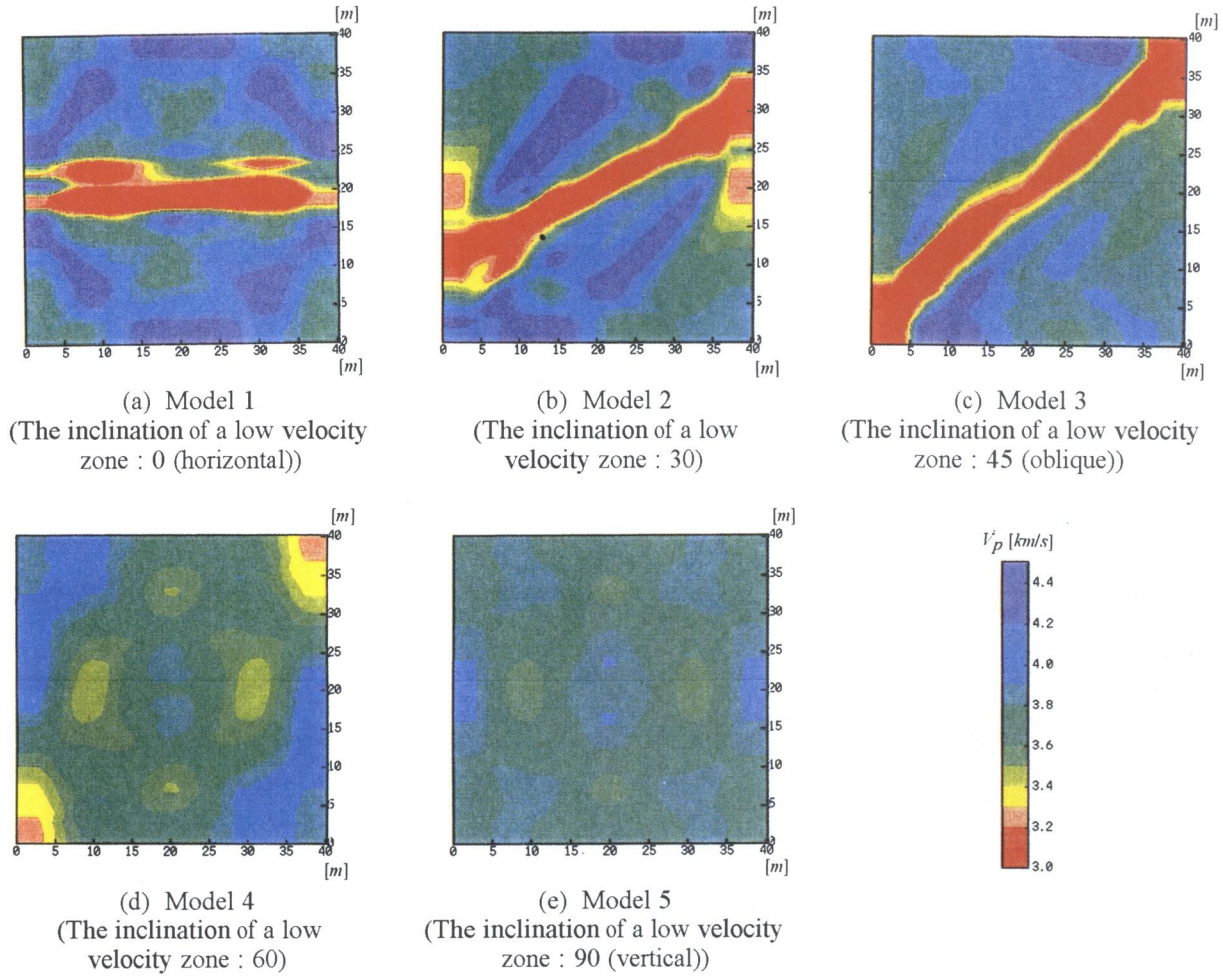 [m]
40
35
30
25
20
15
10
5
0
0 5 10 15 20 25 30 35 40
[m]
(a) Model 1
(The inclination of a low velocity
zone : 0 (horizontal))
[m]
40
35
30
25
20
15
10
5
0
0 5 10 15 20 25 30 35 40
[m]
(b) Model 2
(The inclination of a low
velocity zone : 30)
[m]
40
35
30
25
20
15
10
5
0
0 5 10 15 20 25 30 35 40
[m]
(c) Model 3
(The inclination of a low velocity
zone : 45 (oblique))
[m]
40
35
30
25
20
15
10
5
0
0 5 10 15 20 25 30 35 40
[m]
(d) Model 4
(The inclination of a low
velocity zone : 60)
[m]
40
35
30
25
20
15
10
5
0
0 5 10 15 20 25 30 35 40
[m]
(e) Model 5
(The inclination of a low velocity
zone : 90 (vertical))
Vp [km/s]
4.4
4.2
4.0
3.8
3.6
3.4
3.2
3.0